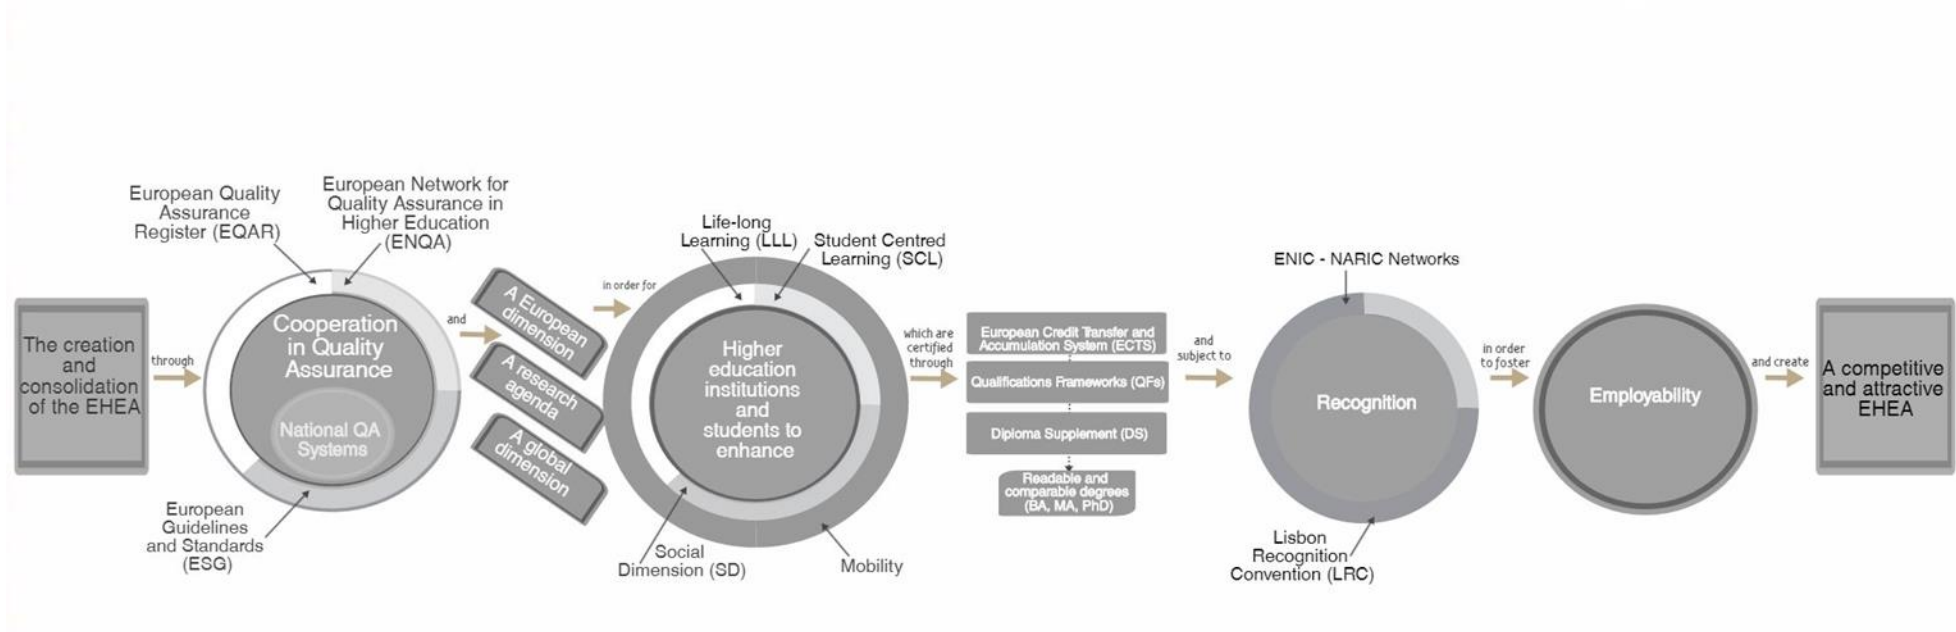 The creation
and
consolidation
of the EHEA
through
European Quality
Assurance
Register (EQAR)
European Network for
Quality Assurance in
Higher Education
(ENQA)
Cooperation
in Quality
Assurance
National QA
Systems
European
Guidelines
and Standards
(ESG)
and
A European
dimension
A research
agenda
A global
dimension
in order for
Life-long
Learning (LLL)
Student Centred
Learning (SCL)
Higher
education
institutions
and
students to
enhance
Social
Dimension (SD)
Mobility
which are
certified
through
European Credit Transfer and
Accumulation System (ECTS)
Qualifications Frameworks (QFs)
Diploma Supplement (DS)
Readable and
comparable degrees
(BA, MA, PhD)
and
subject to
ENIC - NARIC Networks
Recognition
Lisbon
Recognition
Convention (LRC)
in order
to foster
Employability
and create
A competitive
and attractive
EHEA